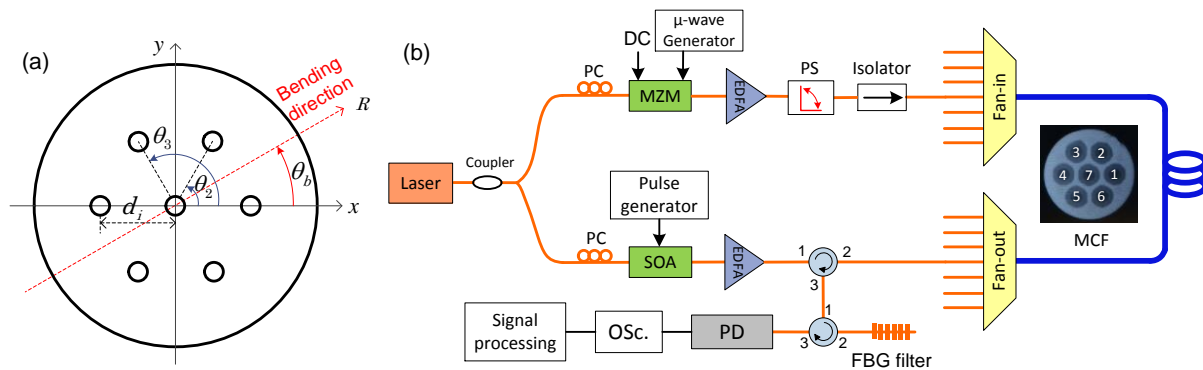 (a)
y
Bending
direction
R
θ3
θ2
θb
di
x
(b)
DC
μ-wave
Generator
PC
MZM
EDFA
PS
Isolator
Fan-in
Laser
Coupler
Pulse
generator
PC
SOA
EDFA
1
2
3
1
2
3
Signal
processing
OSc.
PD
FBG filter
Fan-out
3
2
4
7
1
5
6
MCF